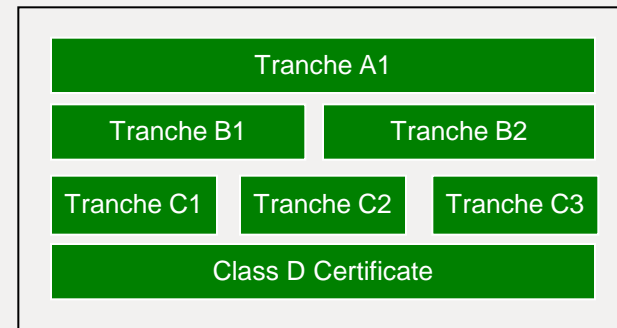 Tranche A1
Tranche B1 Tranche B2
Tranche C1 Tranche C2 Tranche C3
Class D Certificate